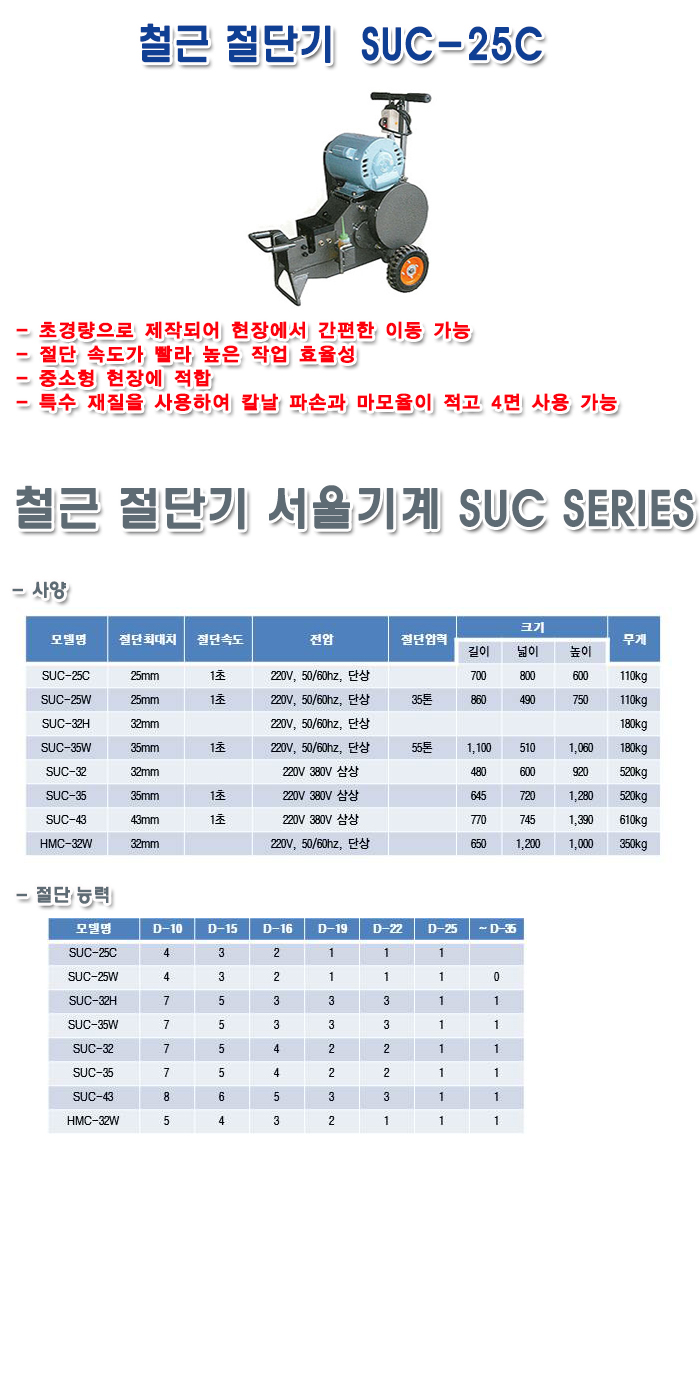 철근 절단기 SUC-25C
- 초경량으로 제작되어 현장에서 간편한 이동 가능
- 절단 속도가 빨라 높은 작업 효율성
- 중소형 현장에 적합
- 특수 재질을 사용하여 칼날 파손과 마모율이 적고 4면 사용 가능
철근 절단기 서울기계 SUC SERIES
- 사양
모델명 절단최대치 절단속도 전압 절단압력 크기 무게
길이 넓이 높이
SUC-25C 25mm 1초 220V, 50/60hz, 단상 700 800 600 110kg
SUC-25W 25mm 1초 220V, 50/60hz, 단상 35톤 860 490 750 110kg
SUC-32H 32mm 220V, 50/60hz, 단상 180kg
SUC-35W 35mm 1초 220V, 50/60hz, 단상 55톤 1,100 510 1,060 180kg
SUC-32 32mm 220V 380V 삼상 480 600 920 520kg
SUC-35 35mm 1초 220V 380V 삼상 645 720 1,280 520kg
SUC-43 43mm 1초 220V 380V 삼상 770 745 1,390 610kg
HMC-32W 32mm 220V, 50/60hz, 단상 650 1,200 1,000 350kg
- 절단 능력
모델명 D-10 D-15 D-16 D-19 D-22 D-25 ~ D-35
SUC-25C 4 3 2 1 1 1
SUC-25W 4 3 2 1 1 1 0
SUC-32H 7 5 3 3 3 1 1
SUC-35W 7 5 3 3 3 1 1
SUC-32 7 5 4 2 2 1 1
SUC-35 7 5 4 2 2 1 1
SUC-43 8 6 5 3 3 1 1
HMC-32W 5 4 3 2 1 1 1